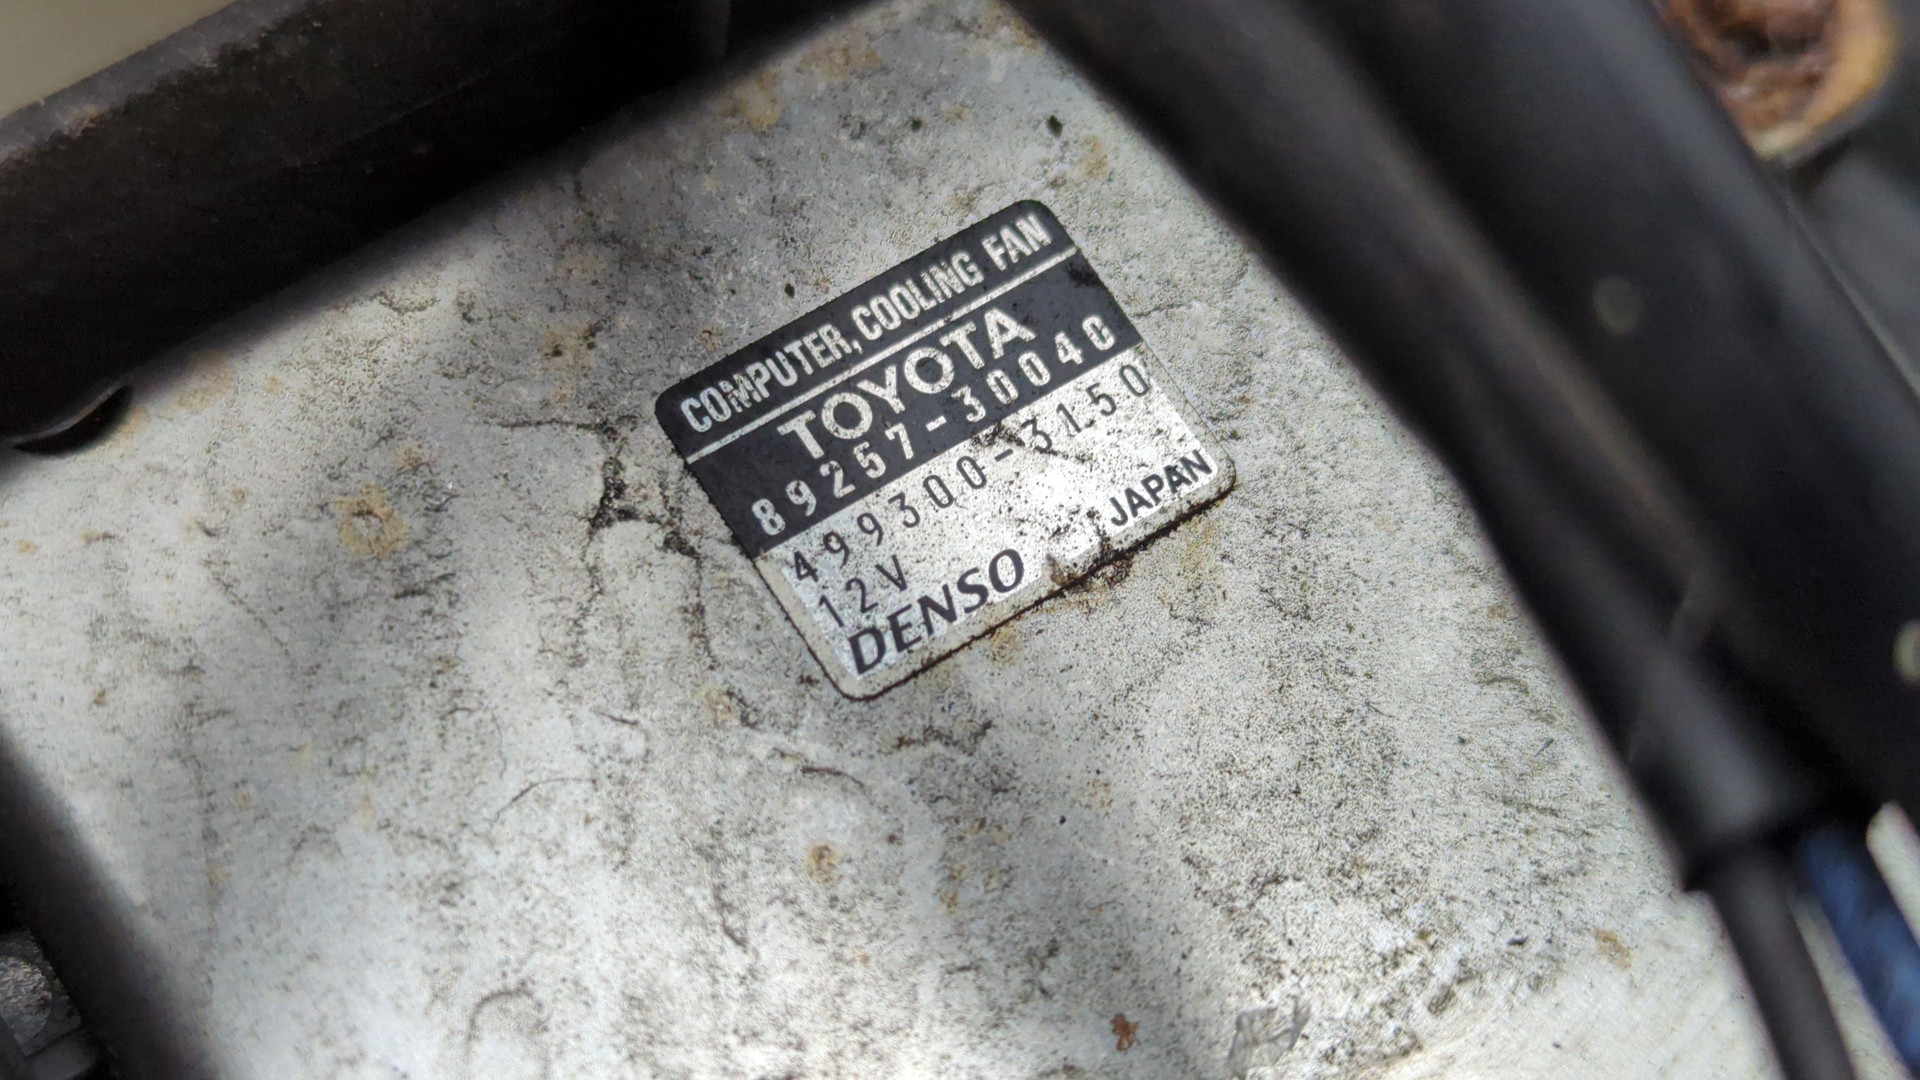 COMPUTER, COOLING FAN
TOYOTA
89257-30040
499300-3150
12V
DENSO JAPAN